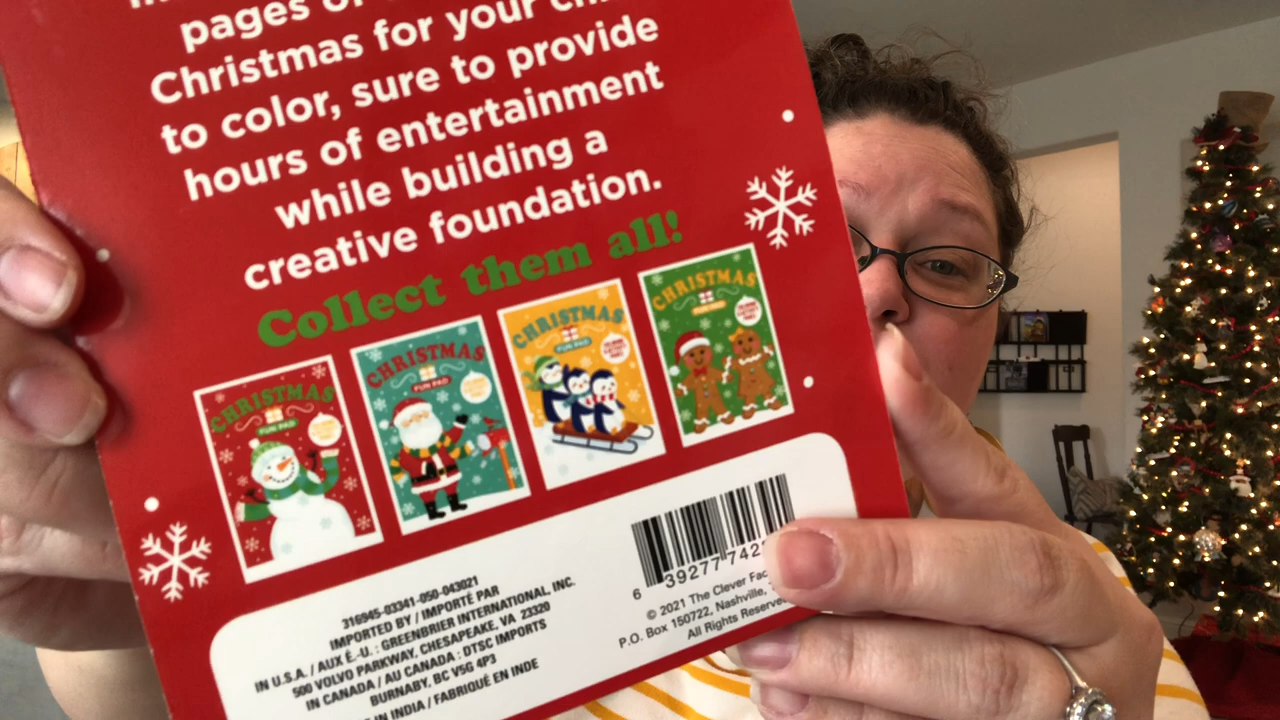 pages of
Christmas for your
to color, sure to provide
hours of entertainment
while building a
creative foundation.
Collect them all!
CHRISTMAS
FUN PAD
CHRISTMAS
FUN PAD
CHRISTMAS
FUN PAD
CHRISTMAS
FUN PAD
316945-03341-050-043021
IMPORTED BY / IMPORTÉ PAR
IN U.S.A. / AUX É.-U. : GREENBRIER INTERNATIONAL, INC.
500 VOLVO PARKWAY, CHESAPEAKE, VA 23320
IN CANADA / AU CANADA : DTSC IMPORTS
BURNABY, BC V5G 4P3
IN INDIA / FABRIQUÉ EN INDE
6 39277 742
© 2021 The Clever
P.O. Box 150722, Nashville,
All Rights